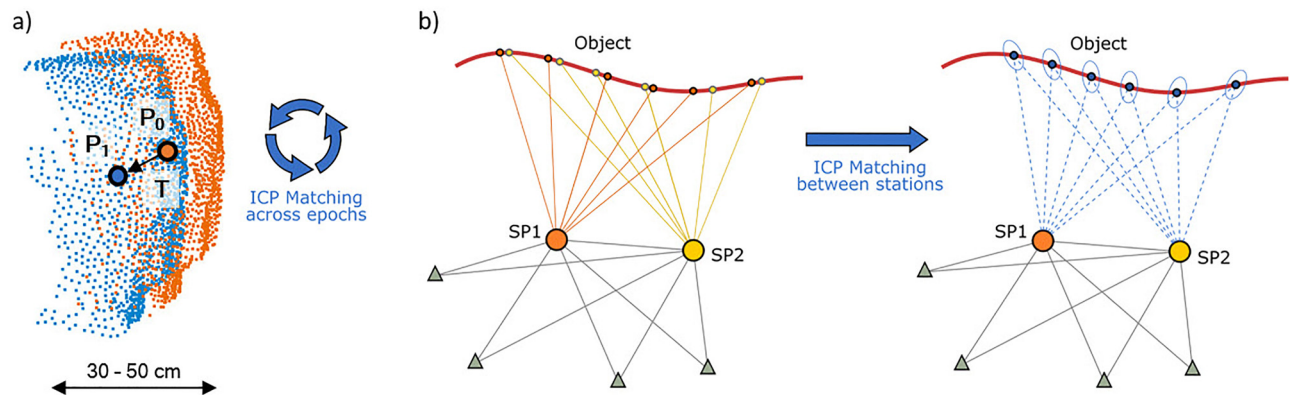 a)
P0
P1
T
30 - 50 cm
ICP Matching
across epochs
b)
Object
SP1
SP2
ICP Matching
between stations
Object
SP1
SP2